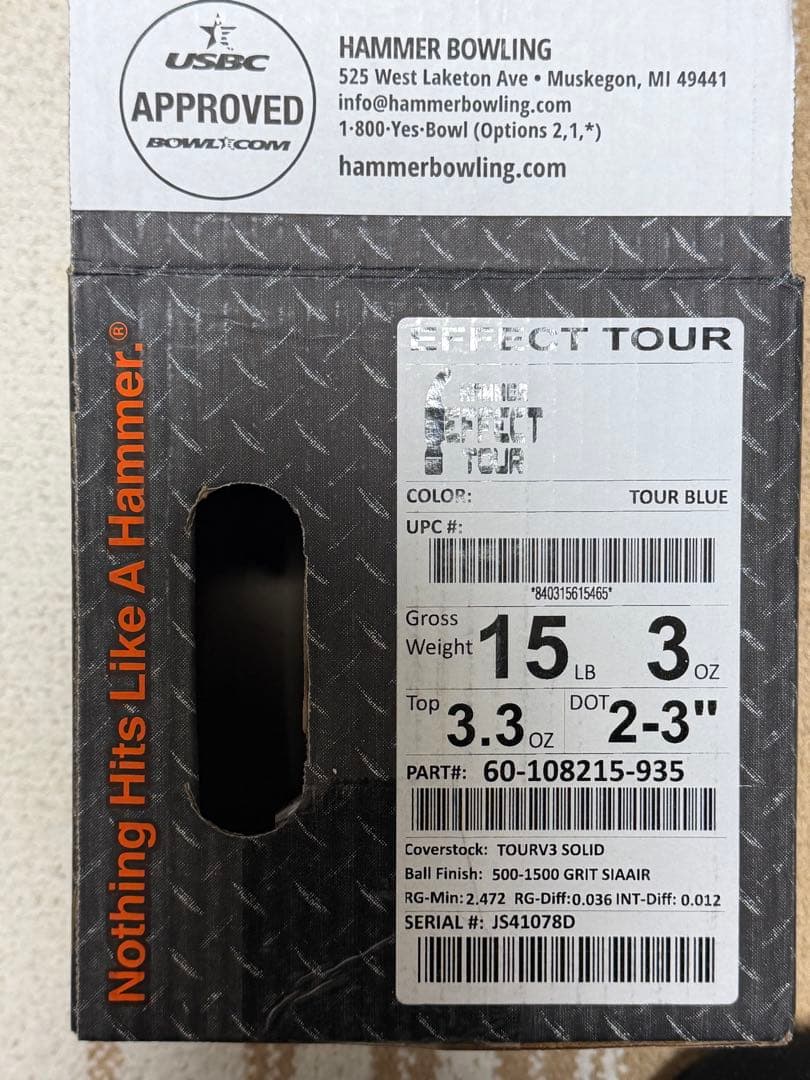 USBC
APPROVED
BOWL★COM
HAMMER BOWLING
525 West Laketon Ave • Muskegon, MI 49441
info@hammerbowling.com
1-800-Yes-Bowl (Options 2,1,*)
hammerbowling.com
Nothing Hits Like A Hammer.®
EFFECT TOUR
HAMMER
EFFECT
TOUR
COLOR: TOUR BLUE
UPC #:
*840315615465*
Gross Weight 15 LB 3 OZ
Top 3.3 OZ DOT 2-3"
PART#: 60-108215-935
Coverstock: TOURV3 SOLID
Ball Finish: 500-1500 GRIT SIAAIR
RG-Min: 2.472 RG-Diff: 0.036 INT-Diff: 0.012
SERIAL #: JS41078D